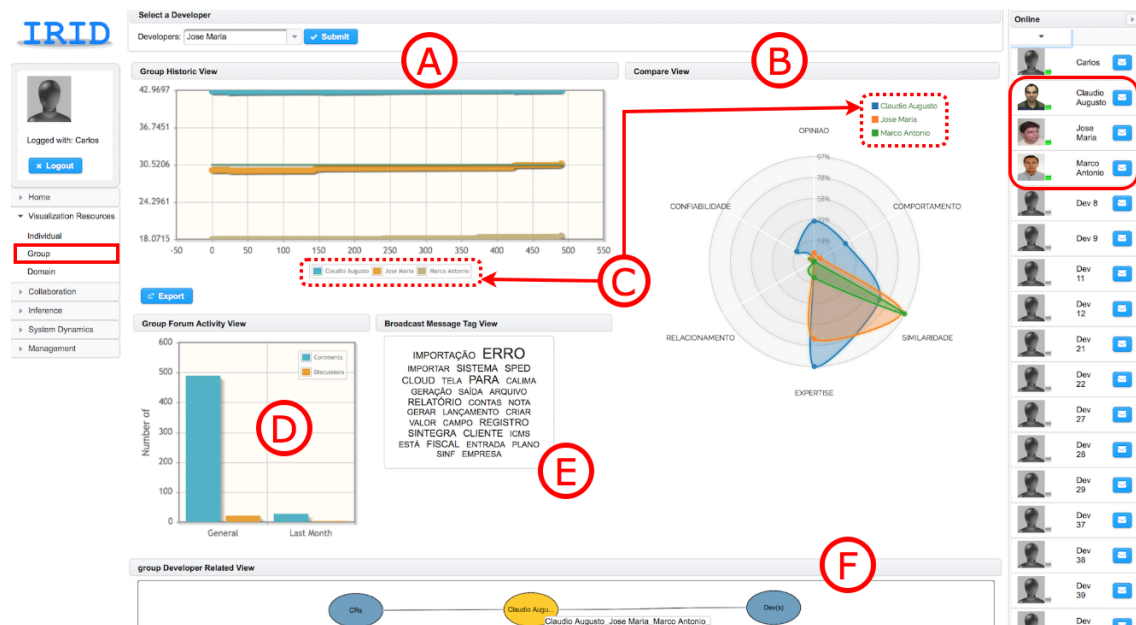 IRID
Logged with: Carlos
× Logout
Home
Visualization Resources
Individual
Group
Domain
Collaboration
Inference
System Dynamics
Management
Select a Developer
Developers: Jose Maria
Submit
A
Group Historic View
42.9697
36.7451
30.5206
24.2961
18.0715
-50 0 50 100 150 200 250 300 350 400 450 500 550
Claudio Augusto Jose Maria Marco Antonio
C
Export
B
Compare View
Claudio Augusto
Jose Maria
Marco Antonio
OPINIAO
97%
78%
58%
CONFIABILIDADE
COMPORTAMENTO
RELACIONAMENTO
SIMILARIDADE
EXPERTISE
Group Forum Activity View
600
500
400
300
200
100
0
Number of
Comments
Discussions
D
General Last Month
Broadcast Message Tag View
IMPORTAÇÃO ERRO
IMPORTAR SISTEMA SPED
CLOUD TELA PARA CALIMA
GERAÇÃO SAÍDA ARQUIVO
RELATÓRIO CONTAS NOTA
GERAR LANÇAMENTO CRIAR
VALOR CAMPO REGISTRO
SINTEGRA CLIENTE ICMS
ESTÁ FISCAL ENTRADA PLANO
SINF EMPRESA
E
group Developer Related View
F
CRs
Claudio Augu...
Dev(s)
Claudio Augusto, Jose Maria, Marco Antonio
Online
Carlos
Claudio
Augusto
Jose
Maria
Marco
Antonio
Dev 8
Dev 9
Dev
11
Dev
12
Dev
21
Dev
22
Dev
27
Dev
28
Dev
29
Dev
37
Dev
38
Dev
39
Dev